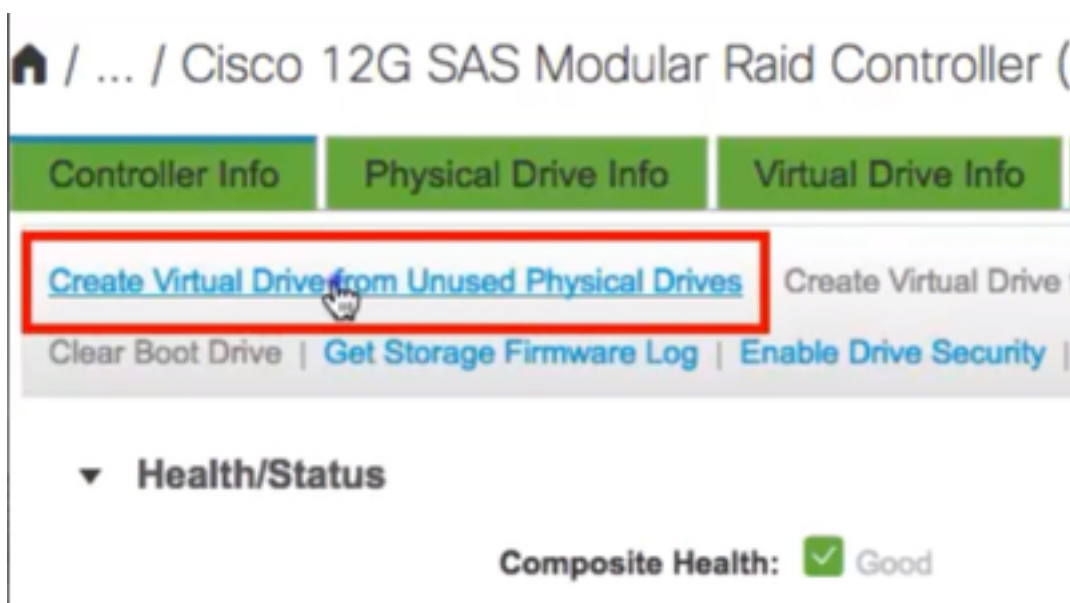 / ... / Cisco 12G SAS Modular Raid Controller (
Controller Info Physical Drive Info Virtual Drive Info
Create Virtual Drive from Unused Physical Drives Create Virtual Drive
Clear Boot Drive | Get Storage Firmware Log | Enable Drive Security |
Health/Status
Composite Health: Good